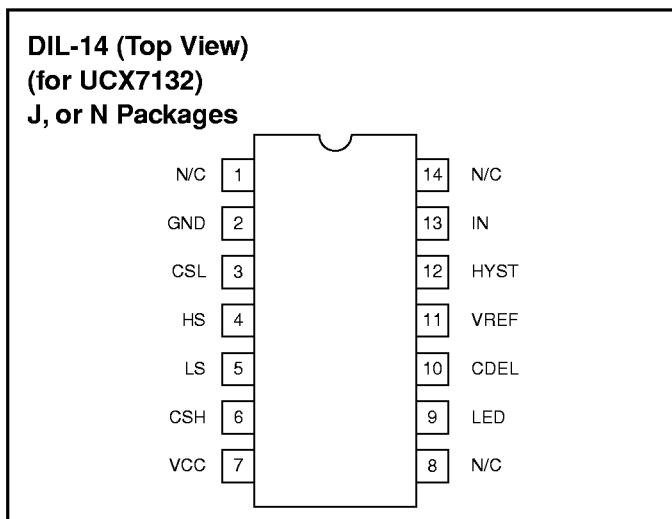 DIL-14 (Top View)
(for UCX7132)
J, or N Packages
N/C 1 14 N/C
GND 2 13 IN
CSL 3 12 HYST
HS 4 11 VREF
LS 5 10 CDEL
CSH 6 9 LED
VCC 7 8 N/C